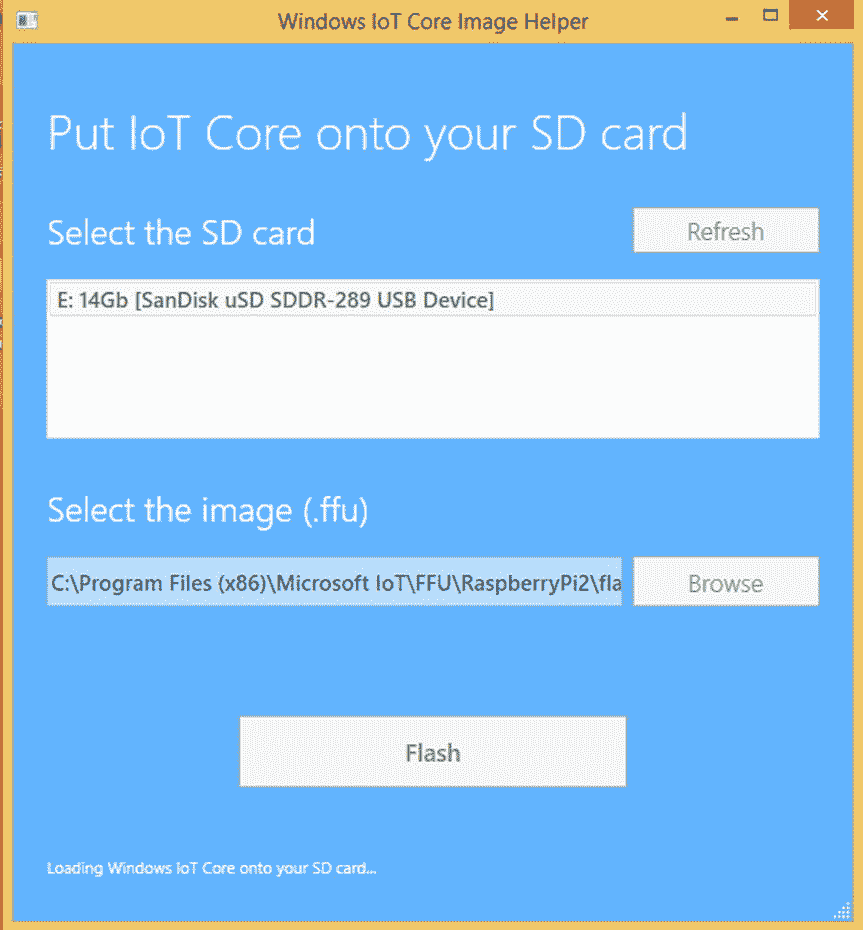 Windows IoT Core Image Helper
Put IoT Core onto your SD card
Select the SD card
Refresh
E: 14Gb [SanDisk uSD SDDR-289 USB Device]
Select the image (.ffu)
C:\Program Files (x86)\Microsoft IoT\FFU\RaspberryPi2\fla
Browse
Flash
Loading Windows IoT Core onto your SD card...